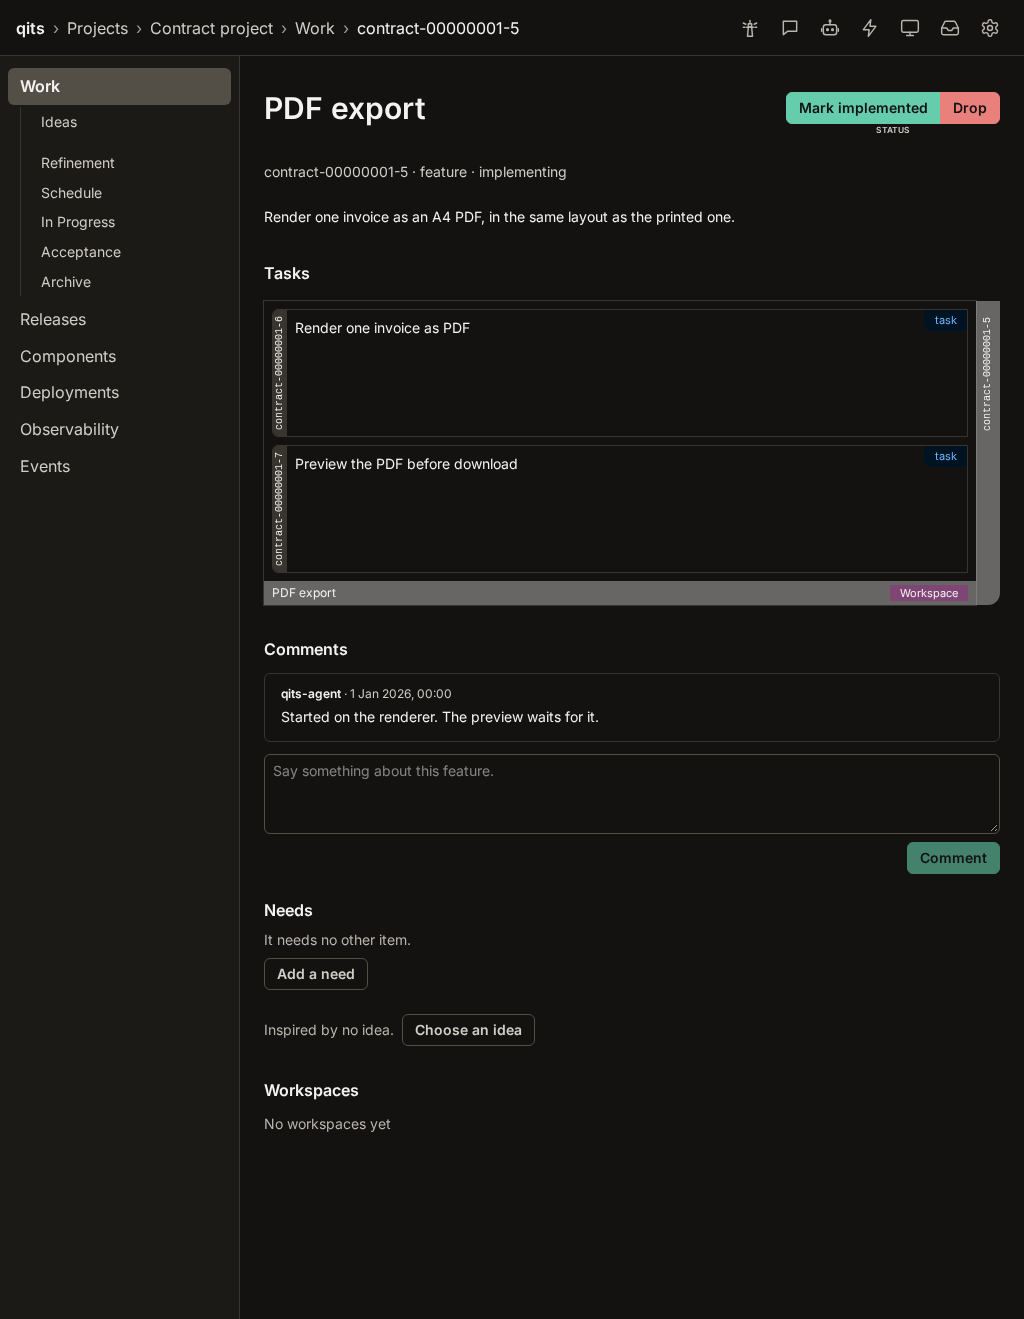 qits › Projects › Contract project › Work › contract-00000001-5
Work
Ideas
Refinement
Schedule
In Progress
Acceptance
Archive
Releases
Components
Deployments
Observability
Events
PDF export
Mark implemented
Drop
STATUS
contract-00000001-5 · feature · implementing
Render one invoice as an A4 PDF, in the same layout as the printed one.
Tasks
contract-00000001-6
Render one invoice as PDF
task
contract-00000001-7
Preview the PDF before download
task
contract-00000001-5
PDF export
Workspace
Comments
qits-agent · 1 Jan 2026, 00:00
Started on the renderer. The preview waits for it.
Say something about this feature.
Comment
Needs
It needs no other item.
Add a need
Inspired by no idea.
Choose an idea
Workspaces
No workspaces yet